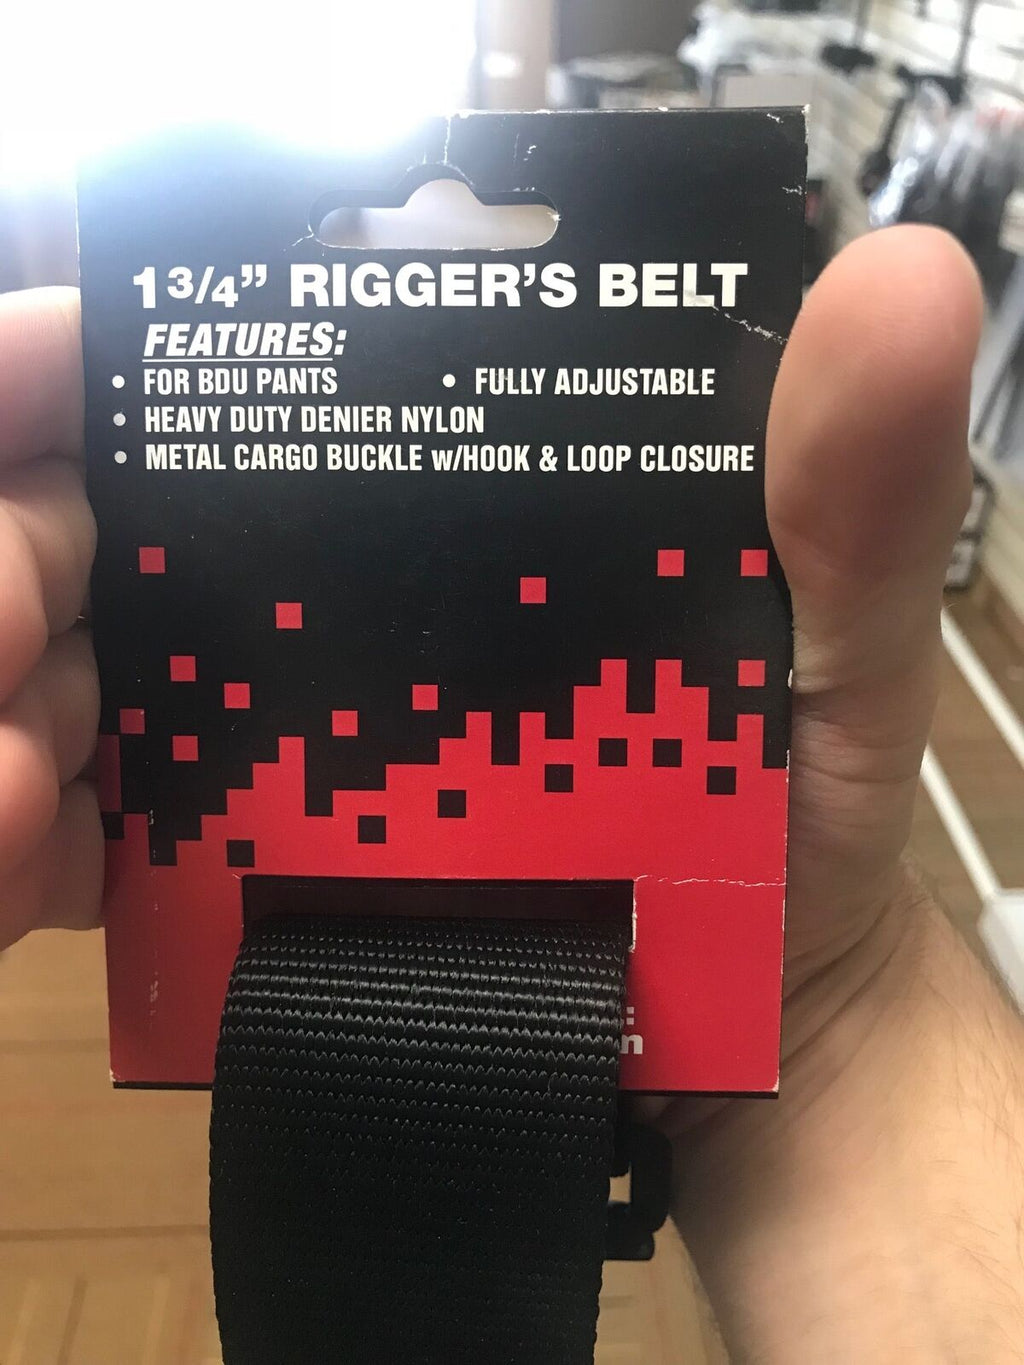 1 3/4” RIGGER’S BELT
FEATURES:
• FOR BDU PANTS • FULLY ADJUSTABLE
• HEAVY DUTY DENIER NYLON
• METAL CARGO BUCKLE w/HOOK & LOOP CLOSURE